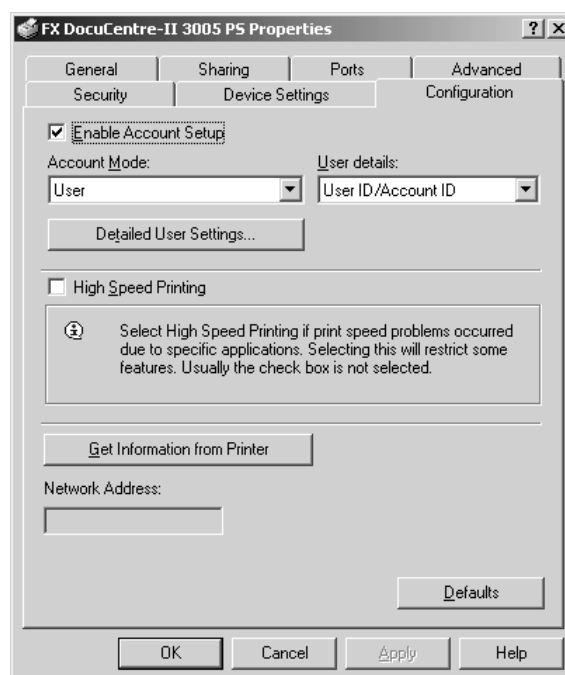 FX DocuCentre-II 3005 PS Properties
General Sharing Ports Advanced
Security Device Settings Configuration
Enable Account Setup
Account Mode: User details:
User User ID/Account ID
Detailed User Settings...
High Speed Printing
Select High Speed Printing if print speed problems occurred
due to specific applications. Selecting this will restrict some
features. Usually the check box is not selected.
Get Information from Printer
Network Address:
Defaults
OK Cancel Apply Help